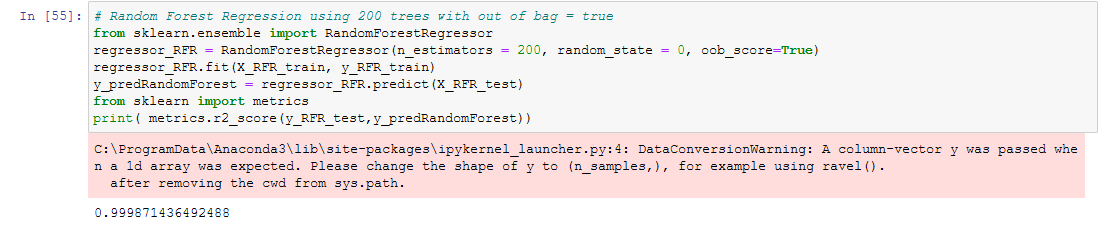 In [55]: # Random Forest Regression using 200 trees with out of bag = true
from sklearn.ensemble import RandomForestRegressor
regressor_RFR = RandomForestRegressor(n_estimators = 200, random_state = 0, oob_score=True)
regressor_RFR.fit(X_RFR_train, y_RFR_train)
y_predRandomForest = regressor_RFR.predict(X_RFR_test)
from sklearn import metrics
print( metrics.r2_score(y_RFR_test,y_predRandomForest))
C:\ProgramData\Anaconda3\lib\site-packages\ipykernel_launcher.py:4: DataConversionWarning: A column-vector y was passed whe
n a 1d array was expected. Please change the shape of y to (n_samples,), for example using ravel().
  after removing the cwd from sys.path.
0.999871436492488